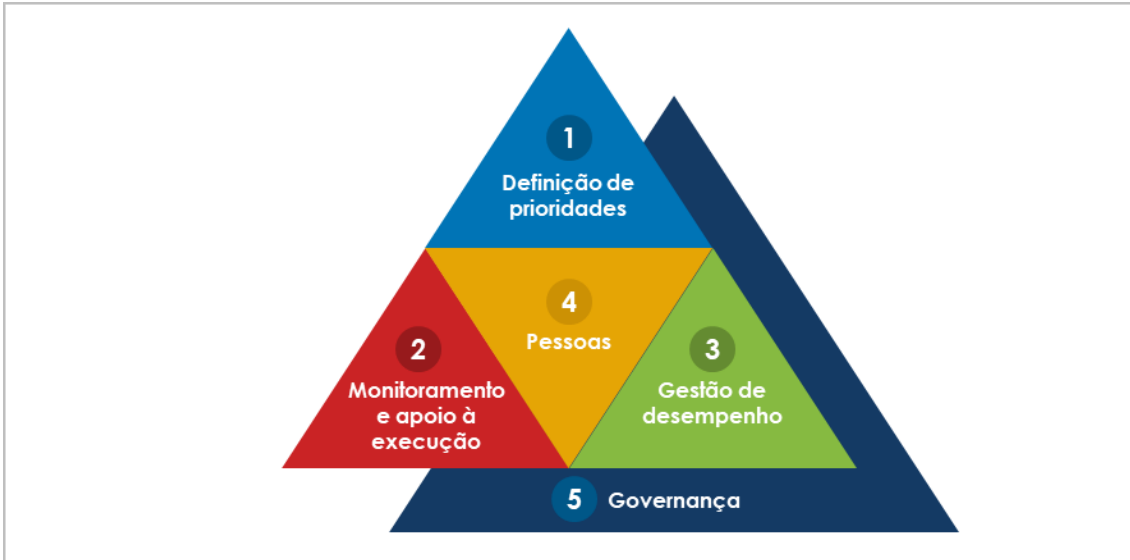 1
Definição de
prioridades
4
Pessoas
2
Monitoramento
e apoio à
execução
3
Gestão de
desempenho
5 Governança